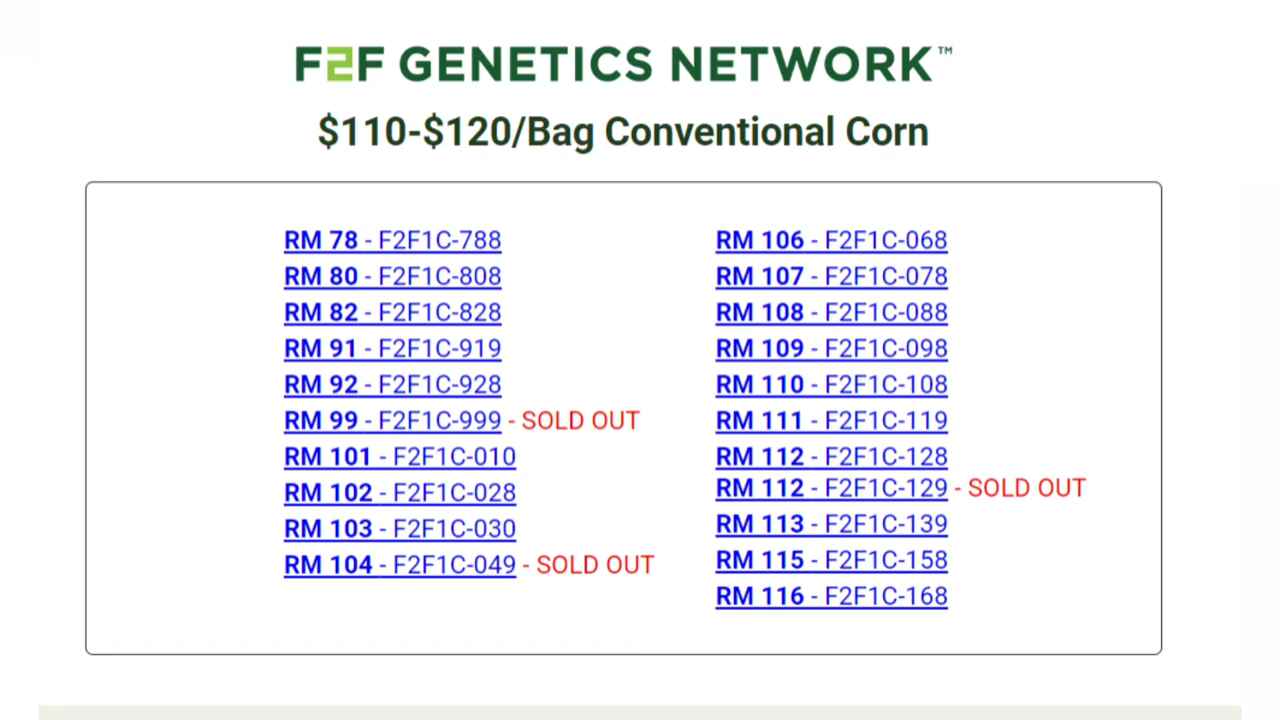 F2F GENETICS NETWORK™
$110-$120/Bag Conventional Corn
RM 78 - F2F1C-788
RM 80 - F2F1C-808
RM 82 - F2F1C-828
RM 91 - F2F1C-919
RM 92 - F2F1C-928
RM 99 - F2F1C-999 - SOLD OUT
RM 101 - F2F1C-010
RM 102 - F2F1C-028
RM 103 - F2F1C-030
RM 104 - F2F1C-049 - SOLD OUT
RM 106 - F2F1C-068
RM 107 - F2F1C-078
RM 108 - F2F1C-088
RM 109 - F2F1C-098
RM 110 - F2F1C-108
RM 111 - F2F1C-119
RM 112 - F2F1C-128
RM 112 - F2F1C-129 - SOLD OUT
RM 113 - F2F1C-139
RM 115 - F2F1C-158
RM 116 - F2F1C-168